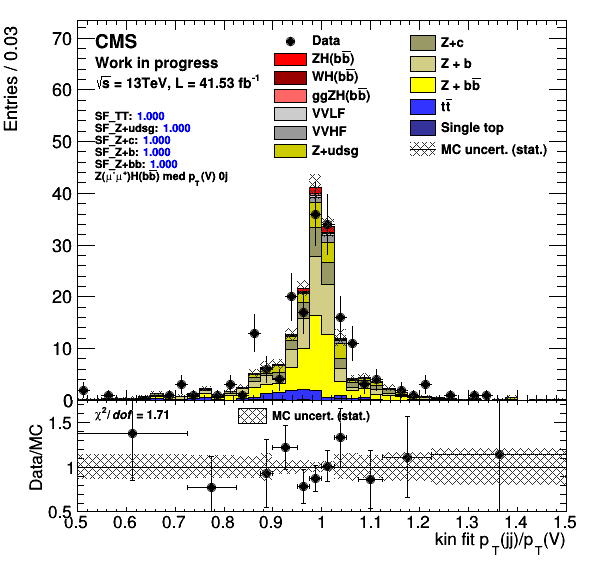 CMS
Work in progress
√s = 13TeV, L = 41.53 fb⁻¹
SF_TT: 1.000
SF_Z+udsg: 1.000
SF_Z+c: 1.000
SF_Z+b: 1.000
SF_Z+bb: 1.000
Z(μ⁻μ⁺)H(bb̅) med p_T(V) 0j
Data
ZH(bb̅)
WH(bb̅)
ggZH(bb̅)
VVLF
VVHF
Z+udsg
Z+c
Z + b
Z + bb̅
tt̅
Single top
MC uncert. (stat.)
Entries / 0.03
70
60
50
40
30
20
10
0
χ²/dof = 1.71
MC uncert. (stat.)
Data/MC
1.5
1
0.5
0.5 0.6 0.7 0.8 0.9 1 1.1 1.2 1.3 1.4 1.5
kin fit p_T(jj)/p_T(V)